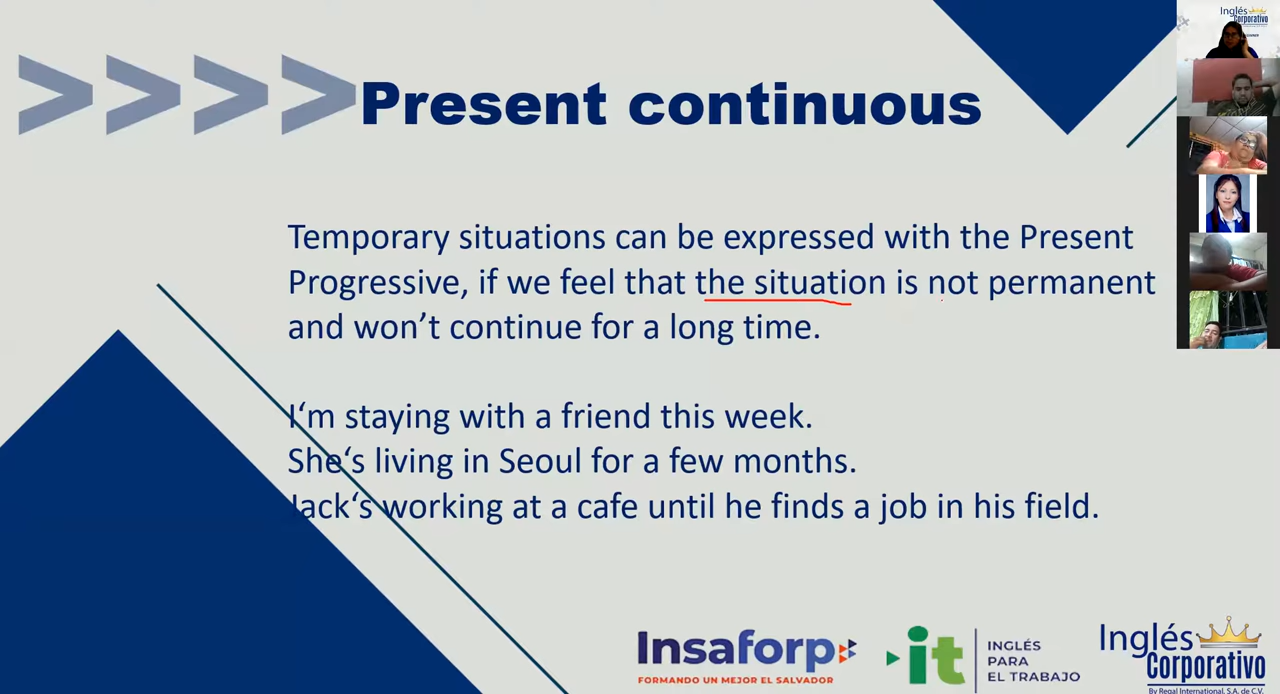 >>>> Present continuous
Temporary situations can be expressed with the Present
Progressive, if we feel that the situation is not permanent
and won’t continue for a long time.
I‘m staying with a friend this week.
She‘s living in Seoul for a few months.
Jack‘s working at a cafe until he finds a job in his field.
Insaforp
FORMANDO UN MEJOR EL SALVADOR
it
INGLÉS
PARA
EL TRABAJO
Inglés
Corporativo
By Regal International, S.A. de C.V.
Inglés
Corporativo